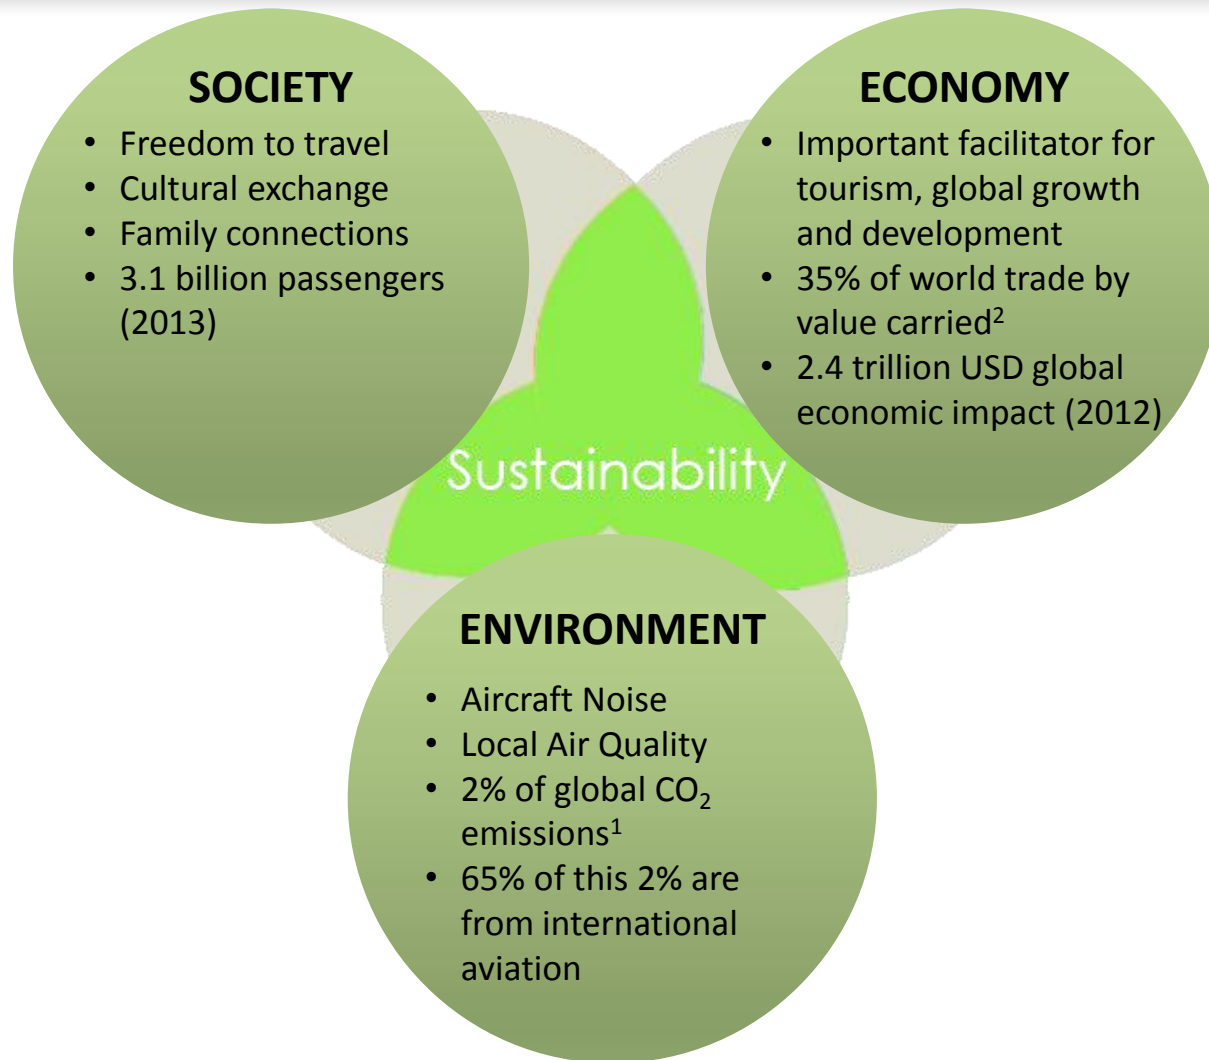 SOCIETY
• Freedom to travel
• Cultural exchange
• Family connections
• 3.1 billion passengers
(2013)
ECONOMY
• Important facilitator for
tourism, global growth
and development
• 35% of world trade by
value carried²
• 2.4 trillion USD global
economic impact (2012)
Sustainability
ENVIRONMENT
• Aircraft Noise
• Local Air Quality
• 2% of global CO₂
emissions¹
• 65% of this 2% are
from international
aviation